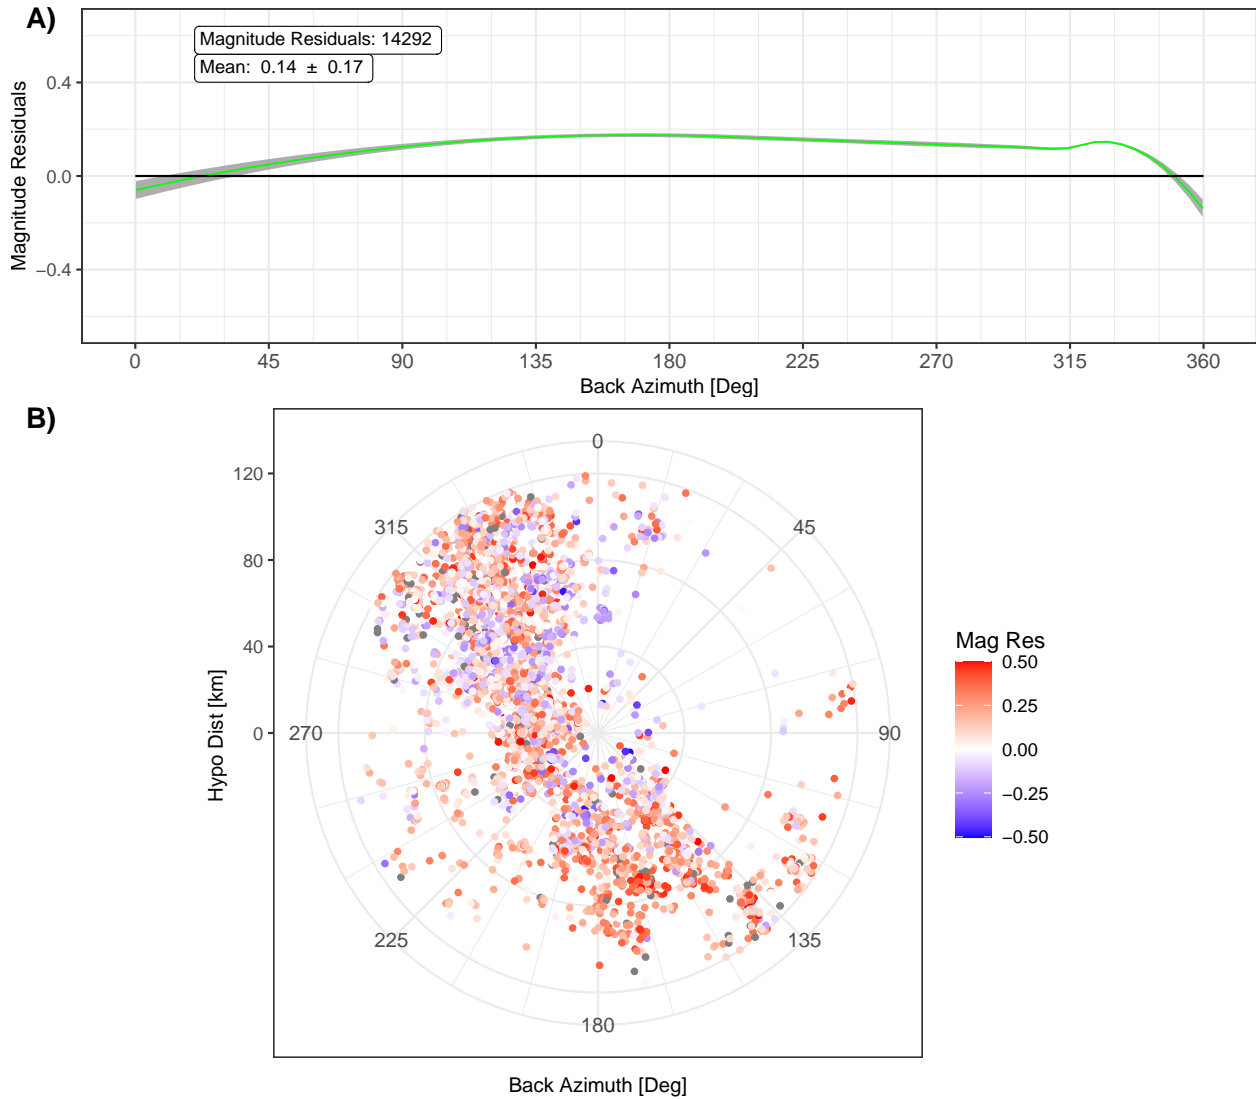 A)
Magnitude Residuals: 14292
Mean:  0.14  ±  0.17
Magnitude Residuals
0.4
0.0
−0.4
0 45 90 135 180 225 270 315 360
Back Azimuth [Deg]
B)
Hypo Dist [km]
120
80
40
0
0
45
90
135
180
225
270
315
Back Azimuth [Deg]
Mag Res
0.50
0.25
0.00
−0.25
−0.50